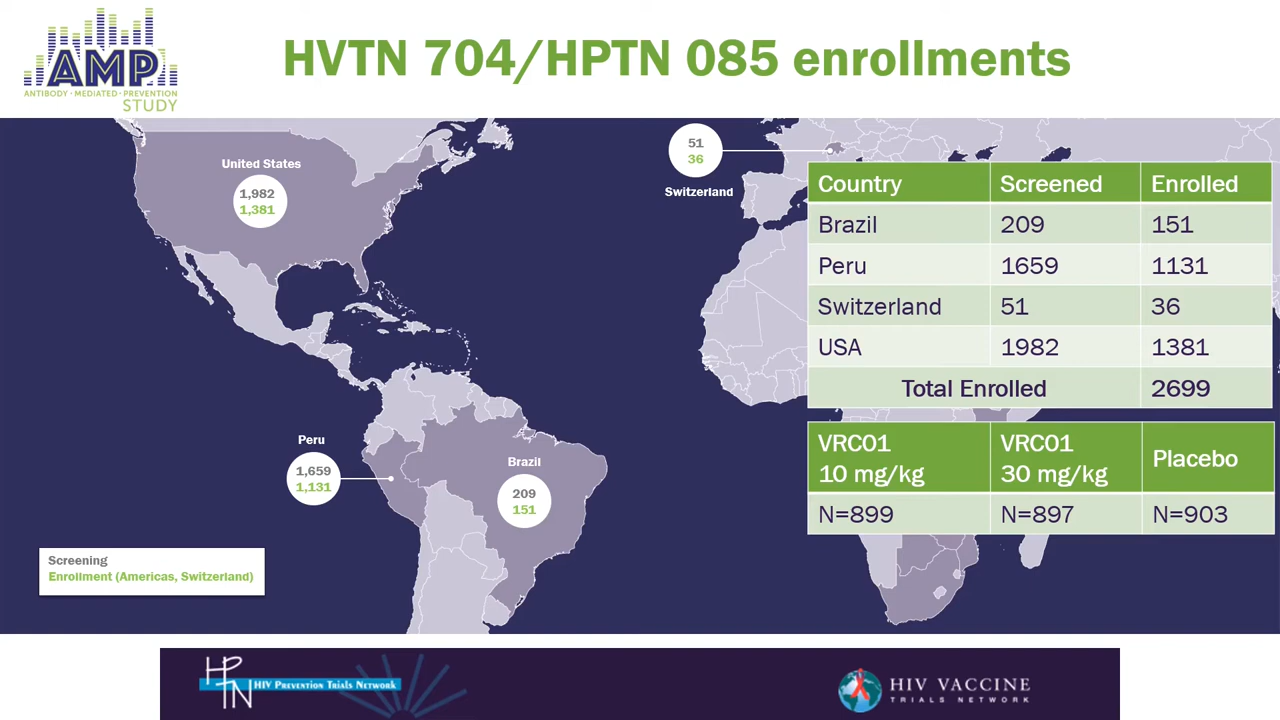 AMP
ANTIBODY · MEDIATED · PREVENTION
STUDY
HVTN 704/HPTN 085 enrollments
United States
1,982
1,381
51
36
Switzerland
Peru
1,659
1,131
Brazil
209
151
Screening
Enrollment (Americas, Switzerland)
Country Screened Enrolled
Brazil 209 151
Peru 1659 1131
Switzerland 51 36
USA 1982 1381
Total Enrolled 2699
VRC01 10 mg/kg VRC01 30 mg/kg Placebo
N=899 N=897 N=903
HPTN
HIV PREVENTION TRIALS NETWORK
HIV VACCINE
TRIALS NETWORK